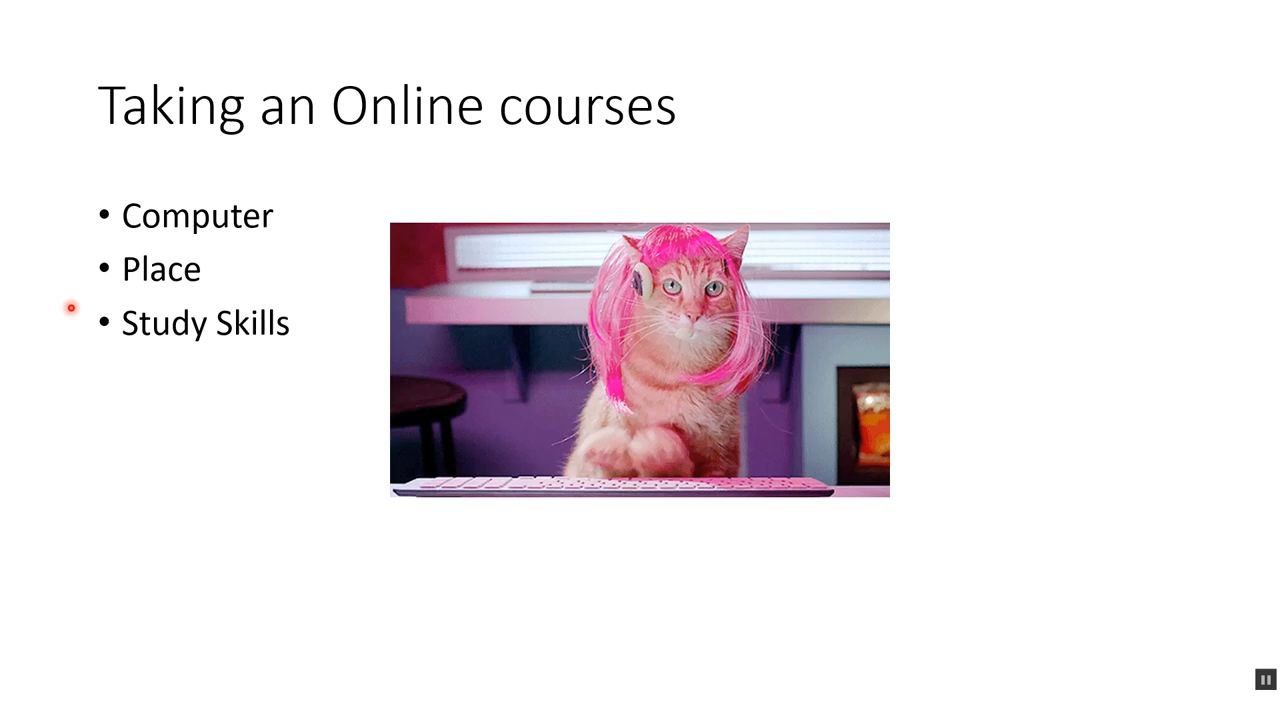 Taking an Online courses
• Computer
• Place
• Study Skills